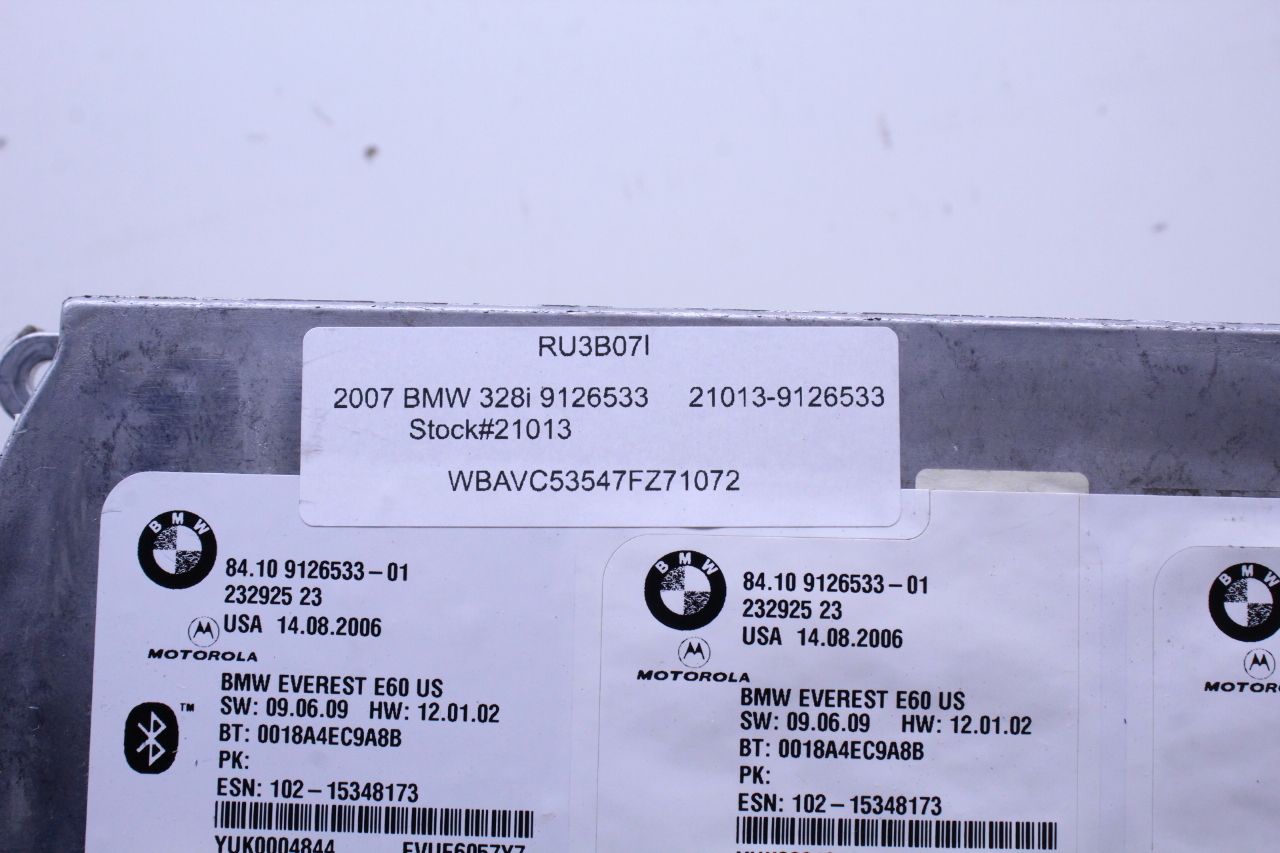 RU3B07I
2007 BMW 328i 9126533 21013-9126533
Stock#21013
WBAVC53547FZ71072
BMW
84.10 9126533-01
232925 23
USA 14.08.2006
MOTOROLA
BMW EVEREST E60 US
SW: 09.06.09 HW: 12.01.02
™
BT: 0018A4EC9A8B
PK:
ESN: 102-15348173
YUK0004844
BMW
84.10 9126533-01
232925 23
USA 14.08.2006
MOTOROLA
BMW EVEREST E60 US
SW: 09.06.09 HW: 12.01.02
BT: 0018A4EC9A8B
PK:
ESN: 102-15348173
BMW